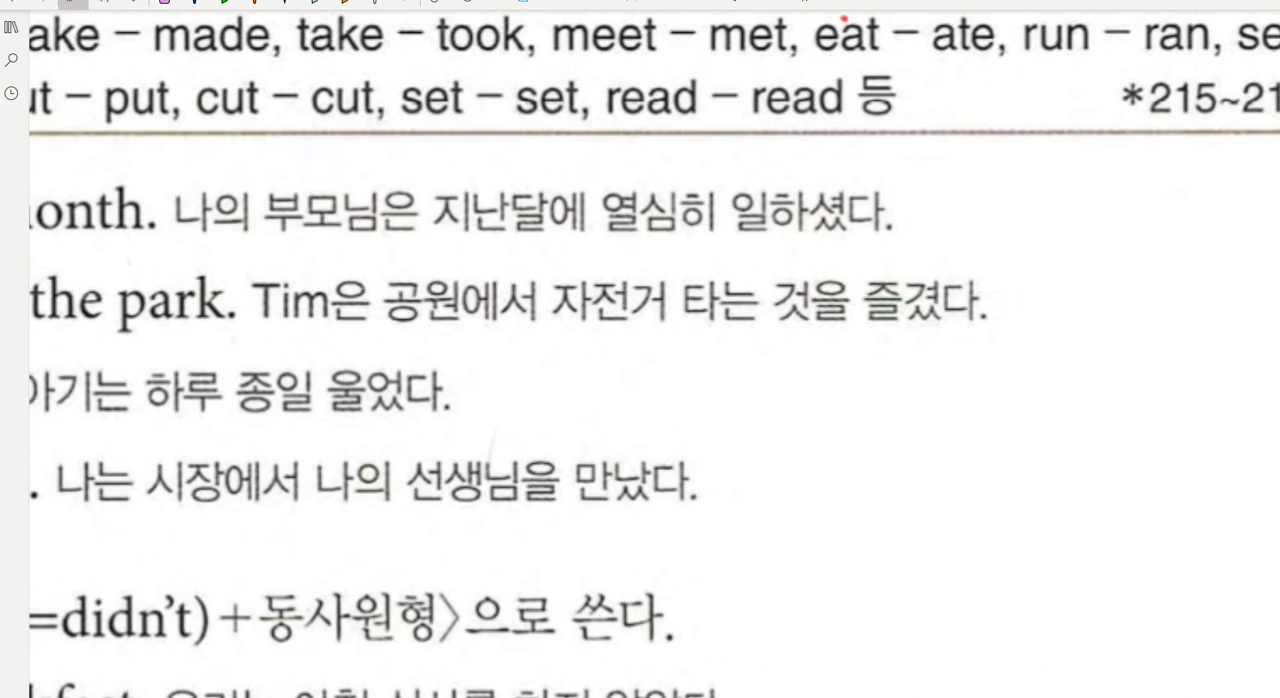 made, take – took, meet – met, eat – ate, run – ran,
put, cut – cut, set – set, read – read 등 *215~21
나의 부모님은 지난달에 열심히 일하셨다.
the park. Tim은 공원에서 자전거 타는 것을 즐겼다.
아기는 하루 종일 울었다.
. 나는 시장에서 나의 선생님을 만났다.
=didn't)+동사원형〉으로 쓴다.